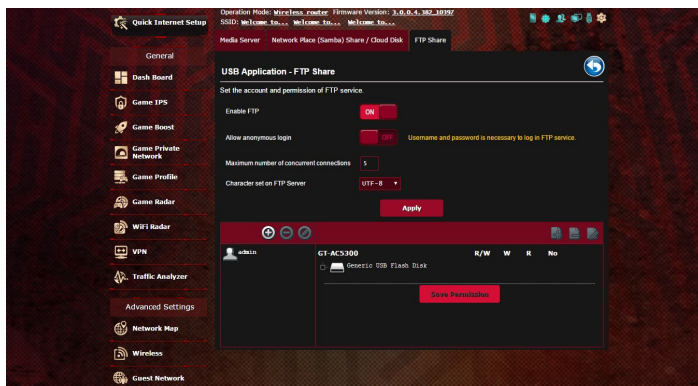 Quick Internet Setup
Operation Mode: Wireless router Firmware Version: 3.0.0.4.382_10397
SSID: Welcome to... Welcome to... Welcome to...
Media Server Network Place (Samba) Share / Cloud Disk FTP Share
General
Dash Board
Game IPS
Game Boost
Game Private
Network
Game Profile
Game Radar
WiFi Radar
VPN
Traffic Analyzer
Advanced Settings
Network Map
Wireless
Guest Network
USB Application - FTP Share
Set the account and permission of FTP service.
Enable FTP ON
Allow anonymous login OFF Username and password is necessary to log in FTP service.
Maximum number of concurrent connections 5
Character set on FTP Server UTF-8
Apply
admin
GT-AC5300 R/W W R No
Generic USB Flash Disk
Save Permission